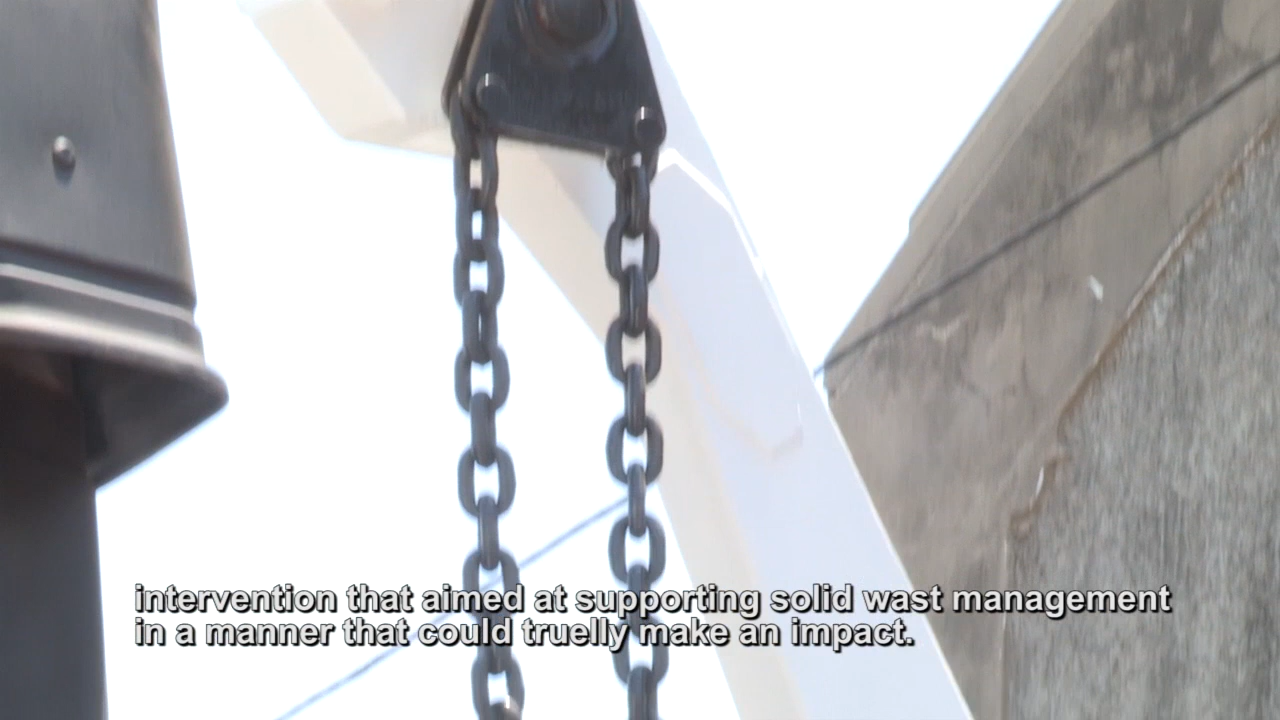 intervention that aimed at supporting solid wast management
in a manner that could truelly make an impact.